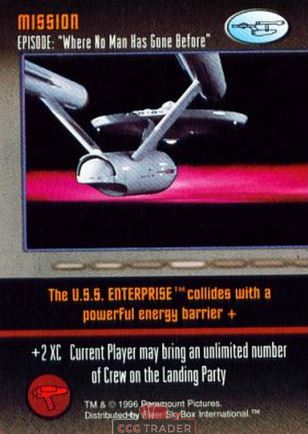 MISSION
EPISODE: "Where No Man Has Gone Before"
The U.S.S. ENTERPRISE™ collides with a
powerful energy barrier +
+2 XC Current Player may bring an unlimited number
of Crew on the Landing Party
TM & © 1996 Paramount Pictures.
Distributed by Fleer/SkyBox International.™
CCG TRADER